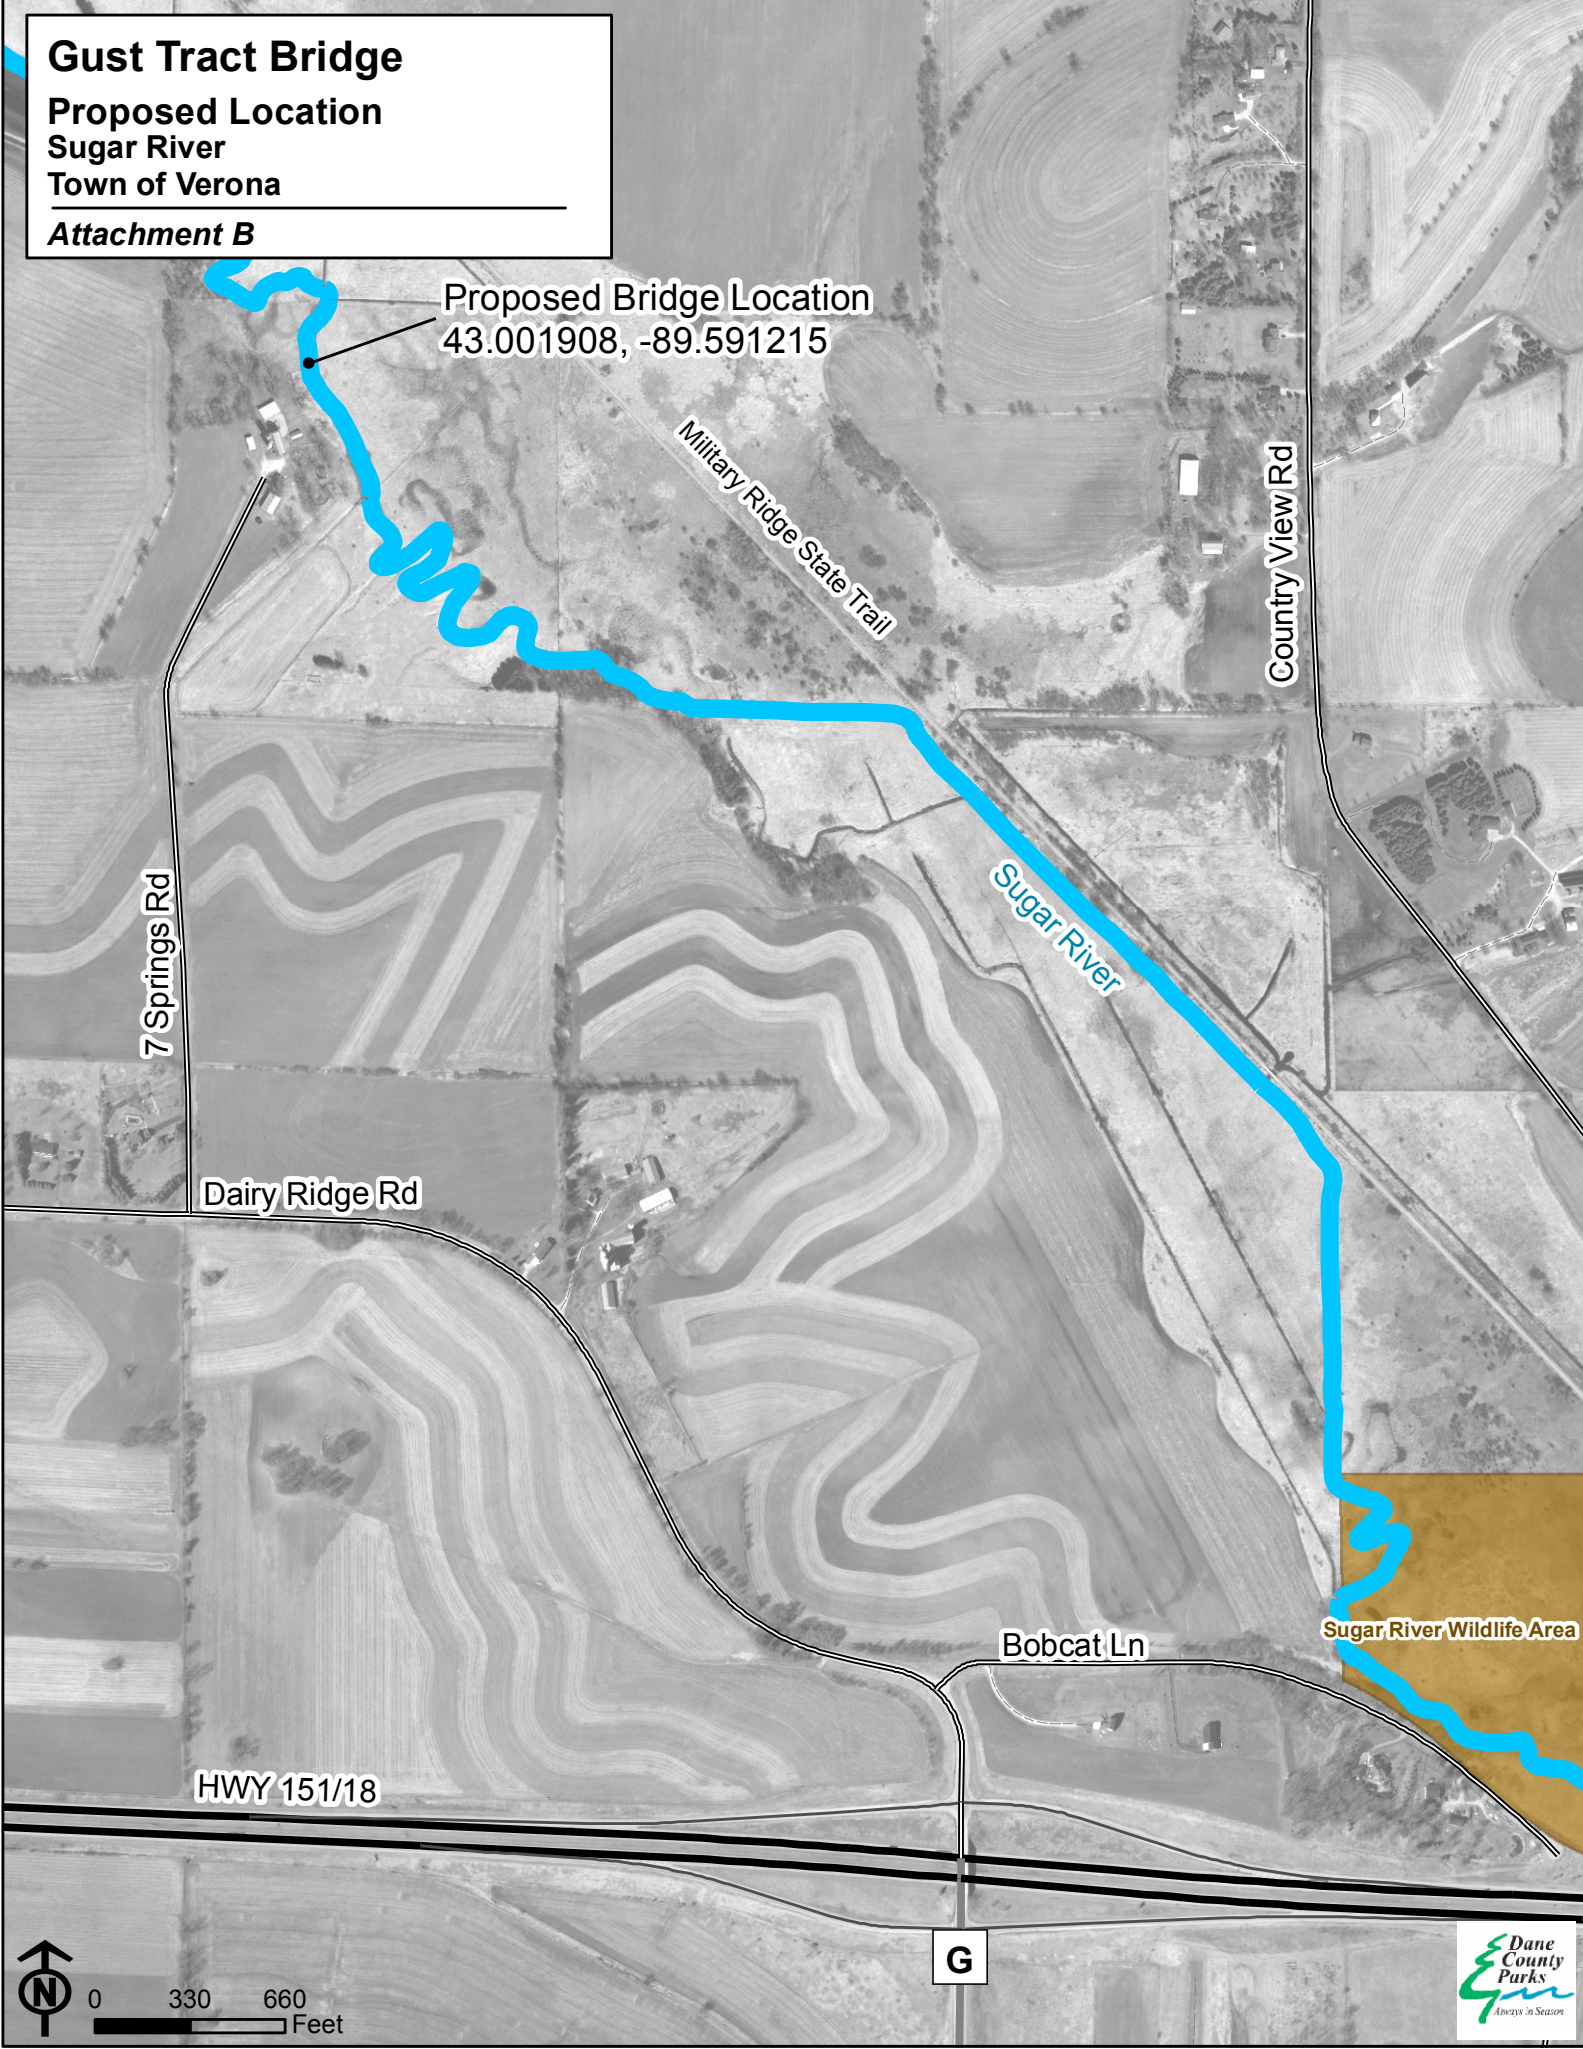 Gust Tract Bridge
Proposed Location
Sugar River
Town of Verona
Attachment B
Proposed Bridge Location
43.001908, -89.591215
Military Ridge State Trail
Country View Rd
Sugar River
7 Springs Rd
Dairy Ridge Rd
Sugar River Wildlife Area
Bobcat Ln
HWY 151/18
G
N
0 330 660
Feet
Dane
County
Parks
Always in Season